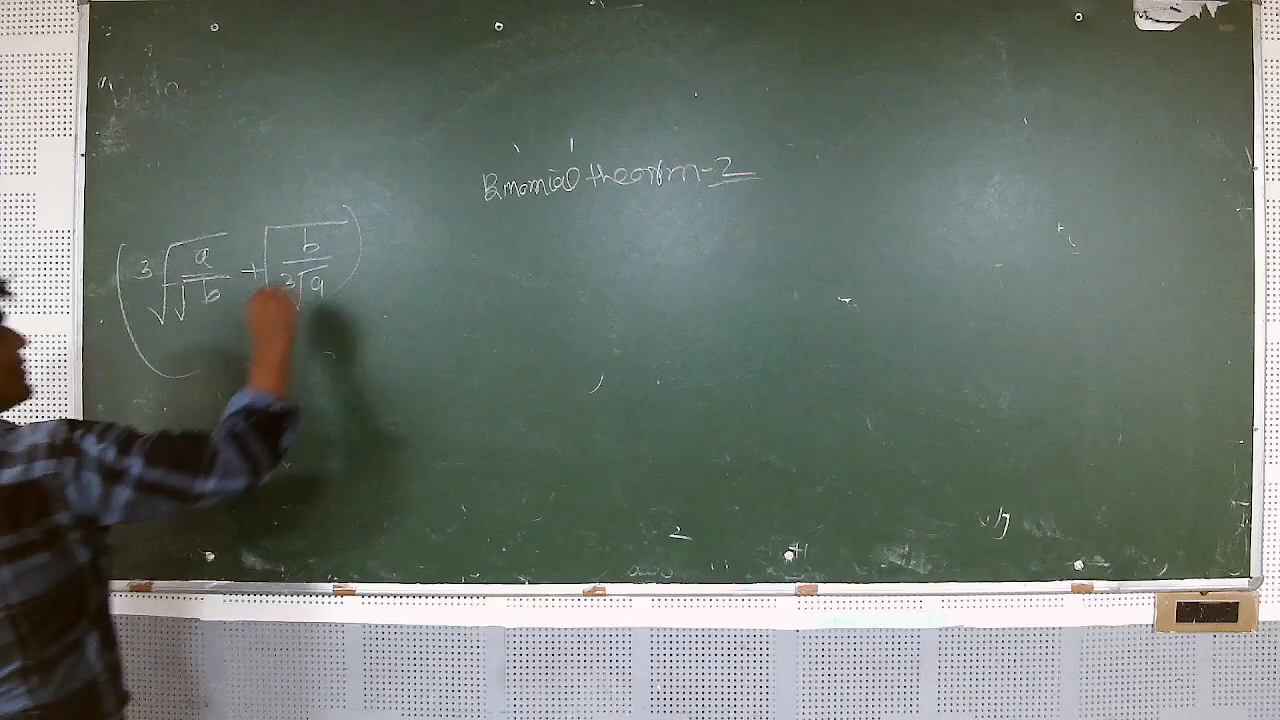 Binomial theorem-2
(∛(a/√b) + √(b/∛a))